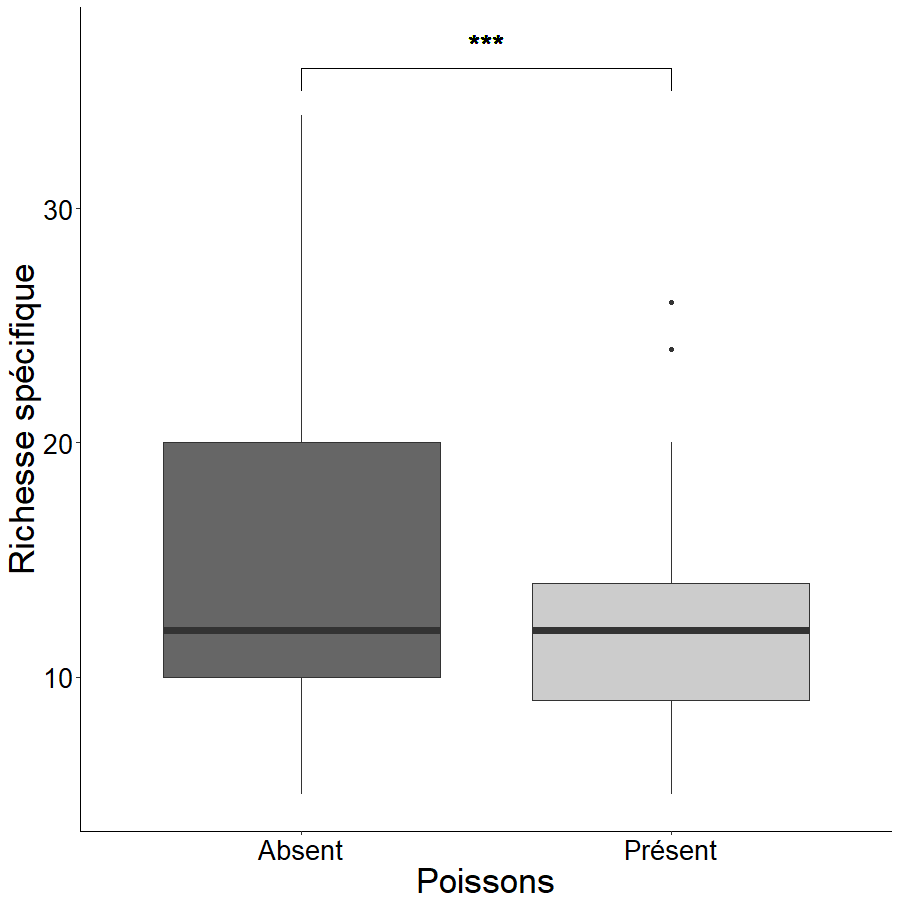 ***
30
20
10
Richesse spécifique
Absent
Présent
Poissons